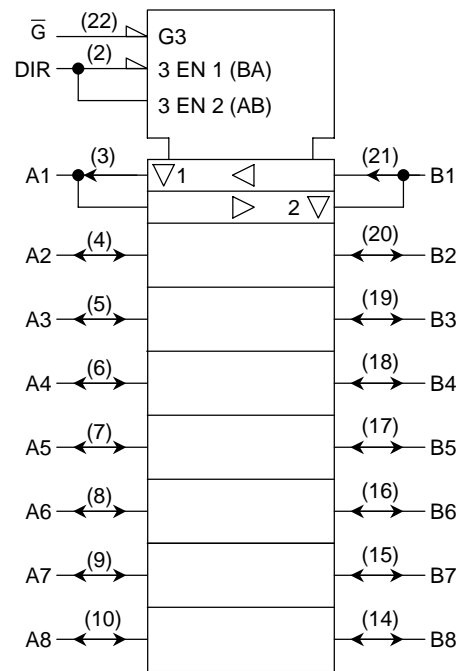 G̅ (22) G3
DIR (2) 3 EN 1 (BA)
3 EN 2 (AB)
A1 (3) 1 (21) B1
2
A2 (4) (20) B2
A3 (5) (19) B3
A4 (6) (18) B4
A5 (7) (17) B5
A6 (8) (16) B6
A7 (9) (15) B7
A8 (10) (14) B8